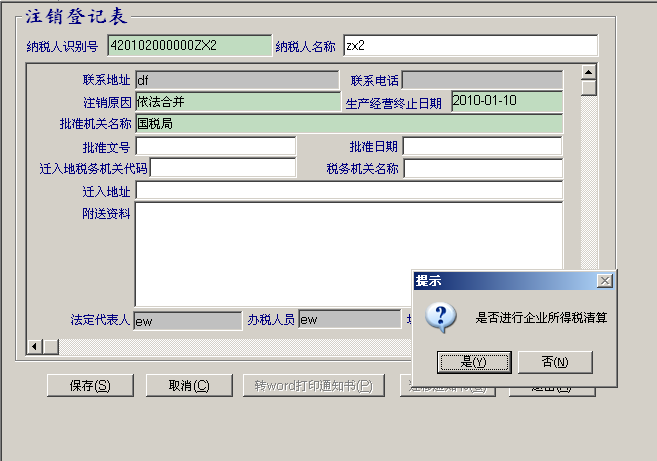 注销登记表
纳税人识别号 420102000000ZX2 纳税人名称 zx2
联系地址 df 联系电话
注销原因 依法合并 生产经营终止日期 2010-01-10
批准机关名称 国税局
批准文号 批准日期
迁入地税务机关代码 税务机关名称
迁入地址
附送资料
提示
是否进行企业所得税清算
是(Y) 否(N)
法定代表人 ew 办税人员 ew
保存(S) 取消(C) 转word打印通知书(P)